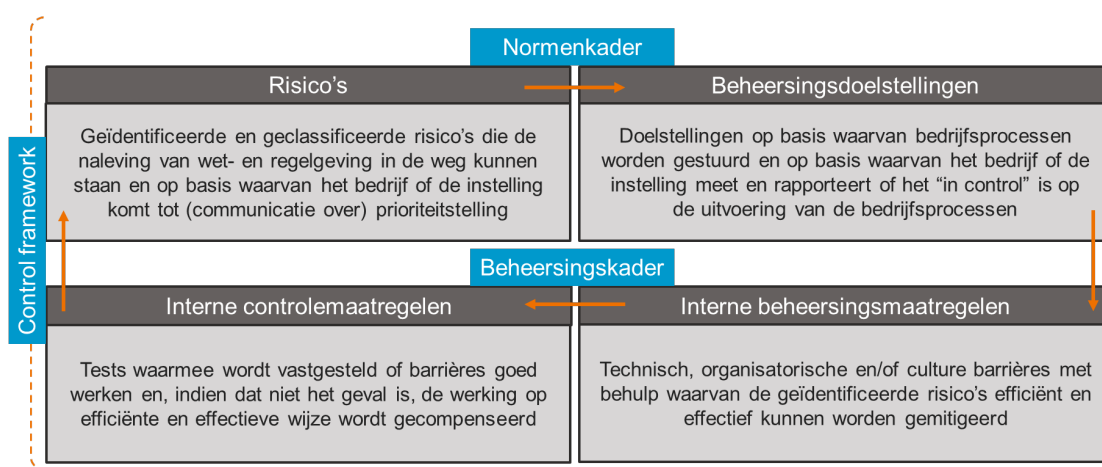 Normenkader
Risico's
Beheersingsdoelstellingen
Geïdentificeerde en geclassificeerde risico's die de
naleving van wet- en regelgeving in de weg kunnen
staan en op basis waarvan het bedrijf of de instelling
komt tot (communicatie over) prioriteitstelling
Doelstellingen op basis waarvan bedrijfsprocessen
worden gestuurd en op basis waarvan het bedrijf of de
instelling meet en rapporteert of het “in control” is op
de uitvoering van de bedrijfsprocessen
Control framework
Beheersingskader
Interne controlemaatregelen
Interne beheersingsmaatregelen
Tests waarmee wordt vastgesteld of barrières goed
werken en, indien dat niet het geval is, de werking op
efficiënte en effectieve wijze wordt gecompenseerd
Technisch, organisatorische en/of culture barrières met
behulp waarvan de geïdentificeerde risico's efficiënt en
effectief kunnen worden gemitigeerd